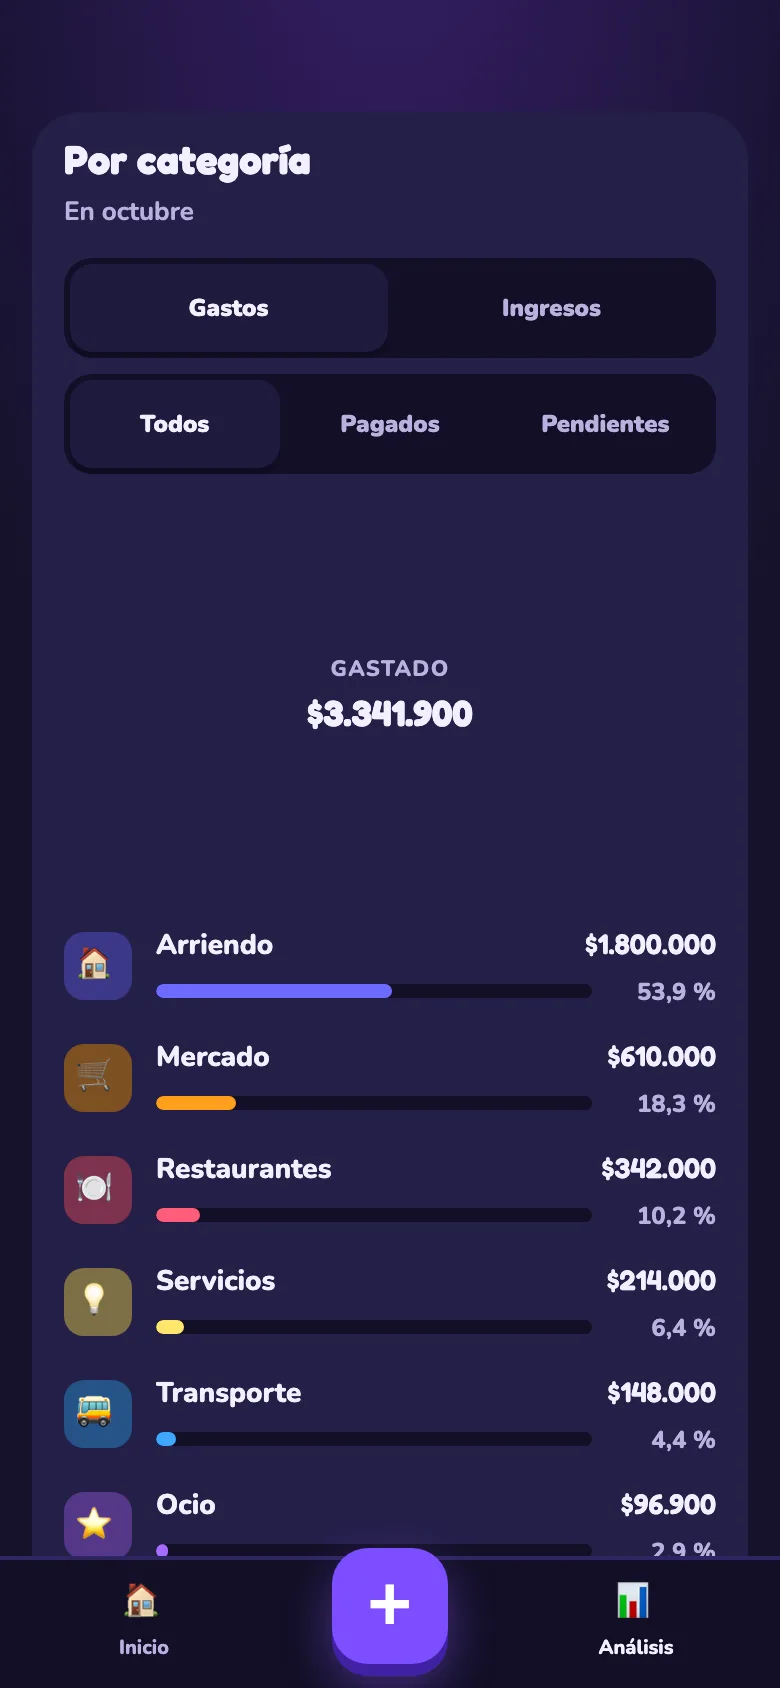 Por categoría
En octubre
Gastos Ingresos
Todos Pagados Pendientes
GASTADO
$3.341.900
Arriendo $1.800.000
53,9 %
Mercado $610.000
18,3 %
Restaurantes $342.000
10,2 %
Servicios $214.000
6,4 %
Transporte $148.000
4,4 %
Ocio $96.900
2,9 %
+
Inicio Análisis